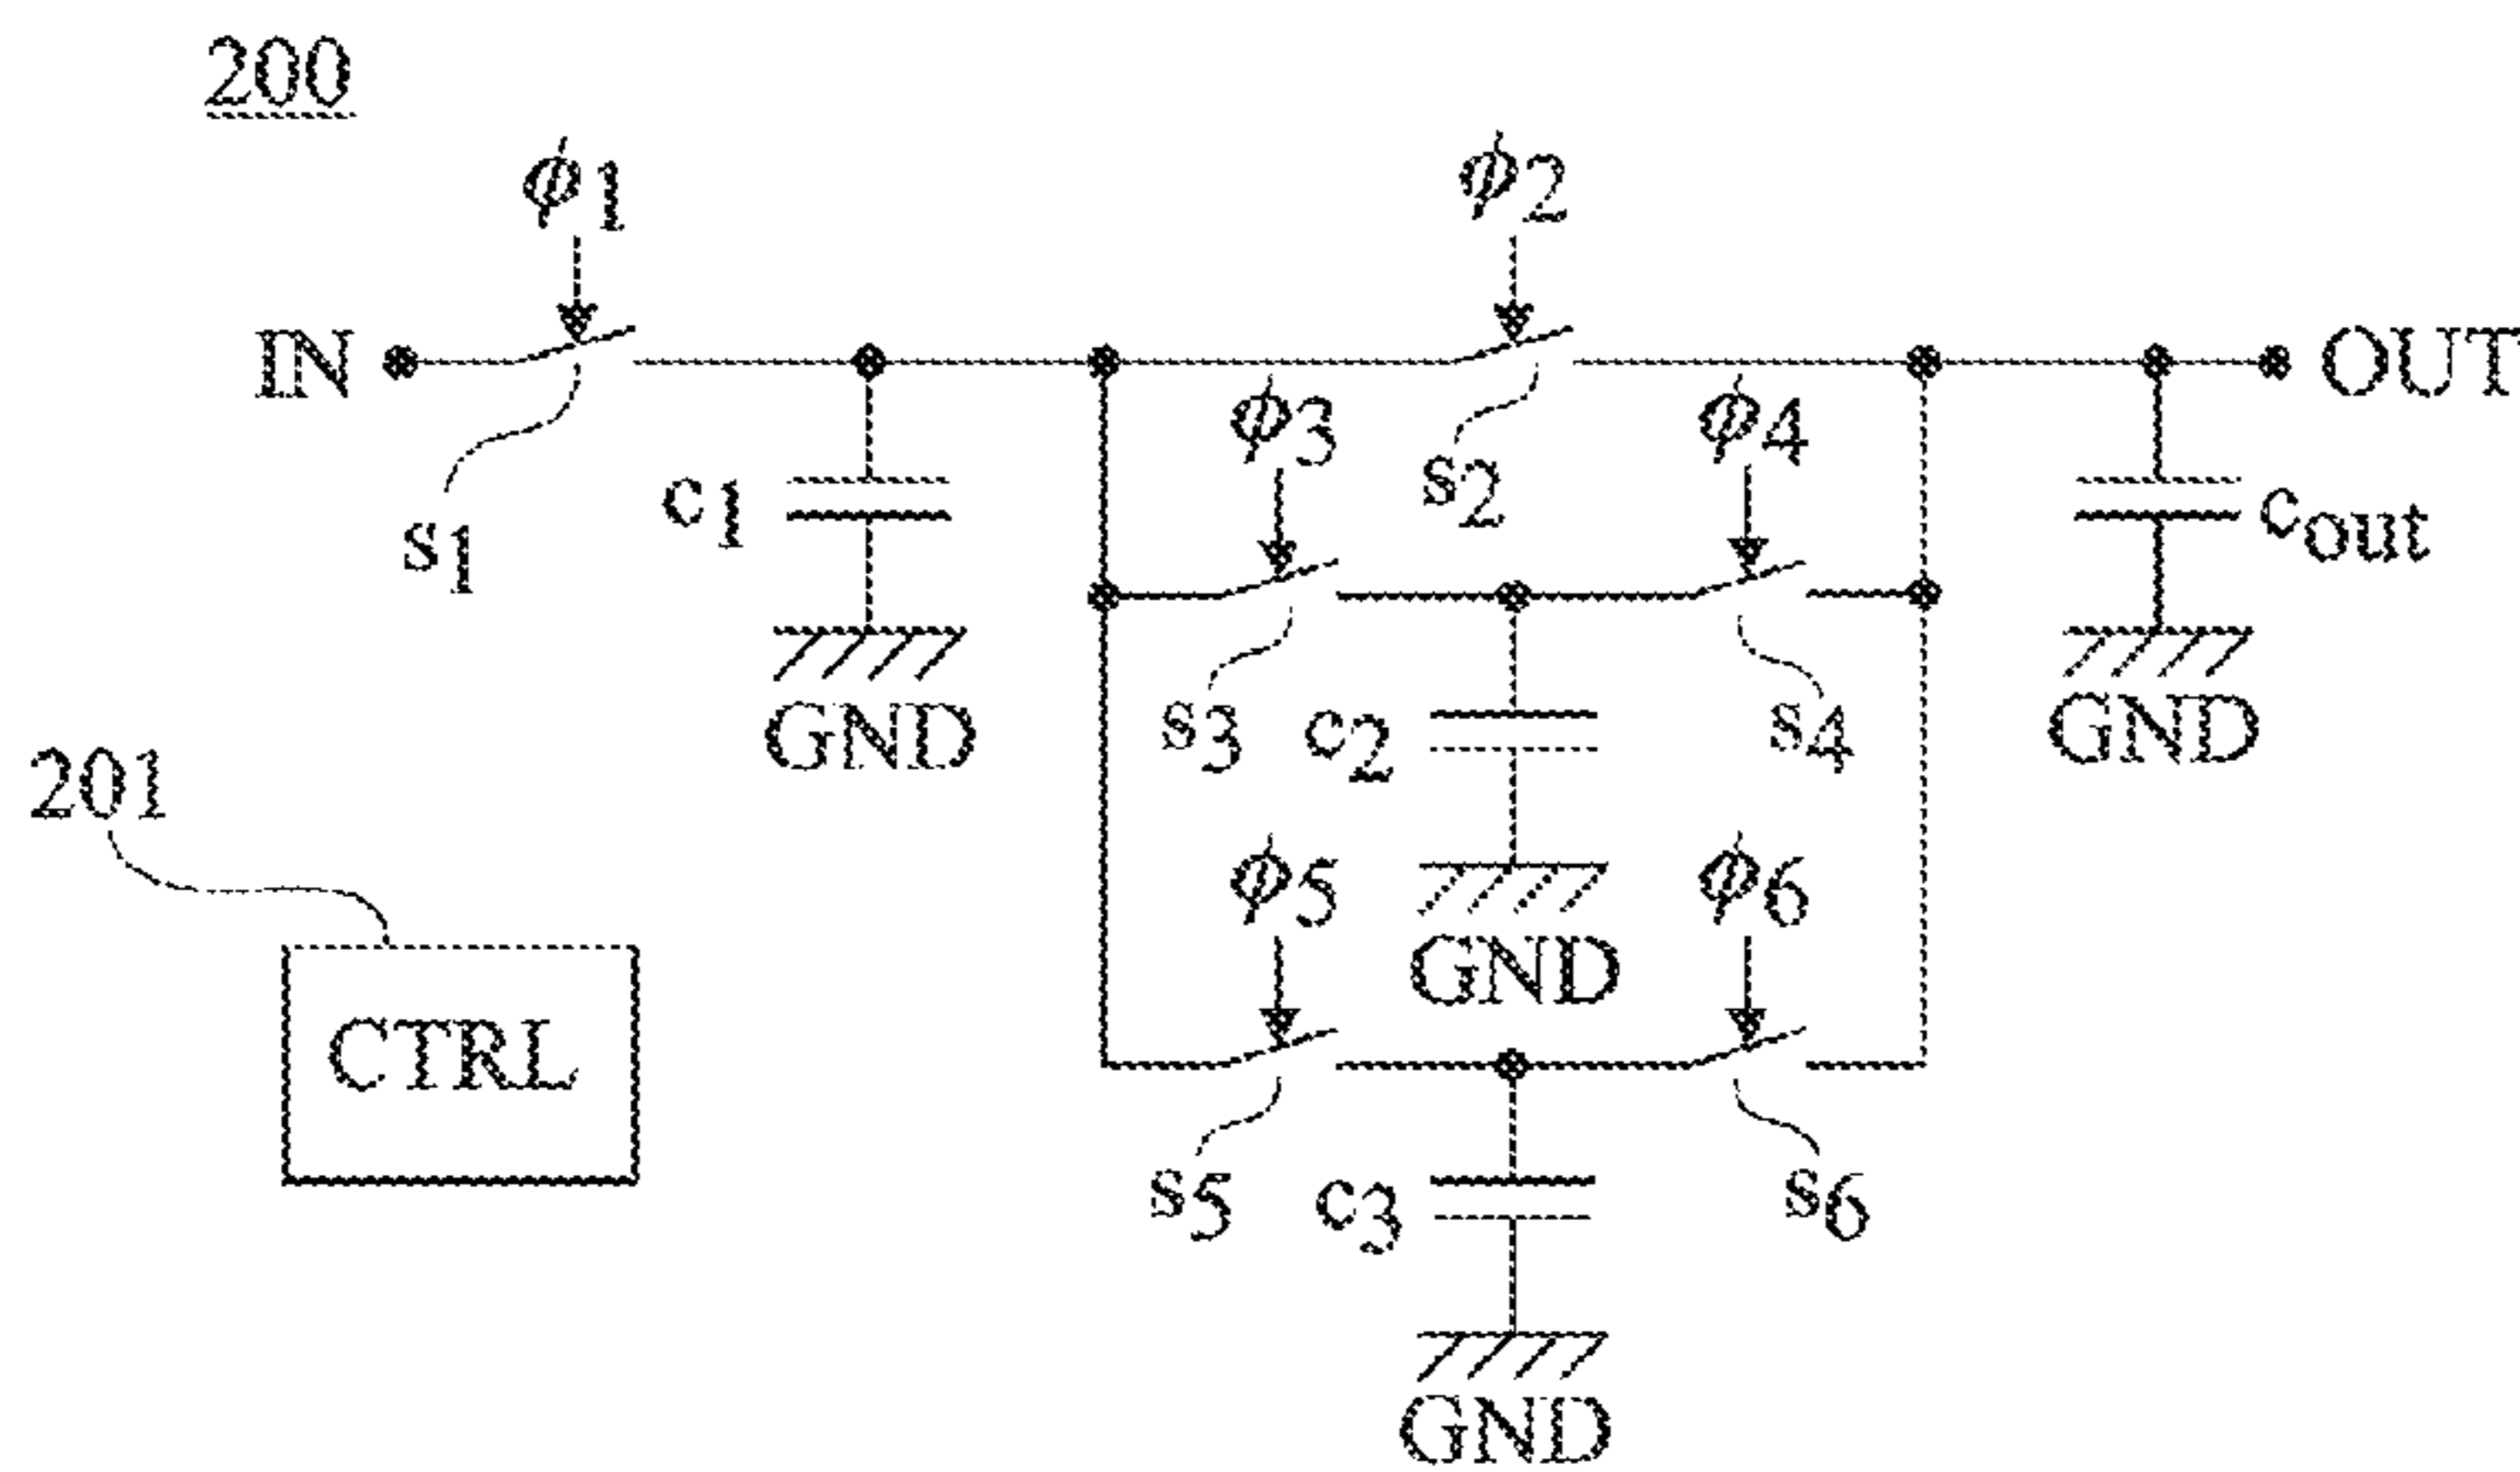 200
ϕ1
ϕ2
IN
OUT
ϕ3
ϕ4
s1
c1
s2
cout
GND
s3
c2
s4
GND
201
ϕ5
ϕ6
GND
CTRL
s5
c3
s6
GND